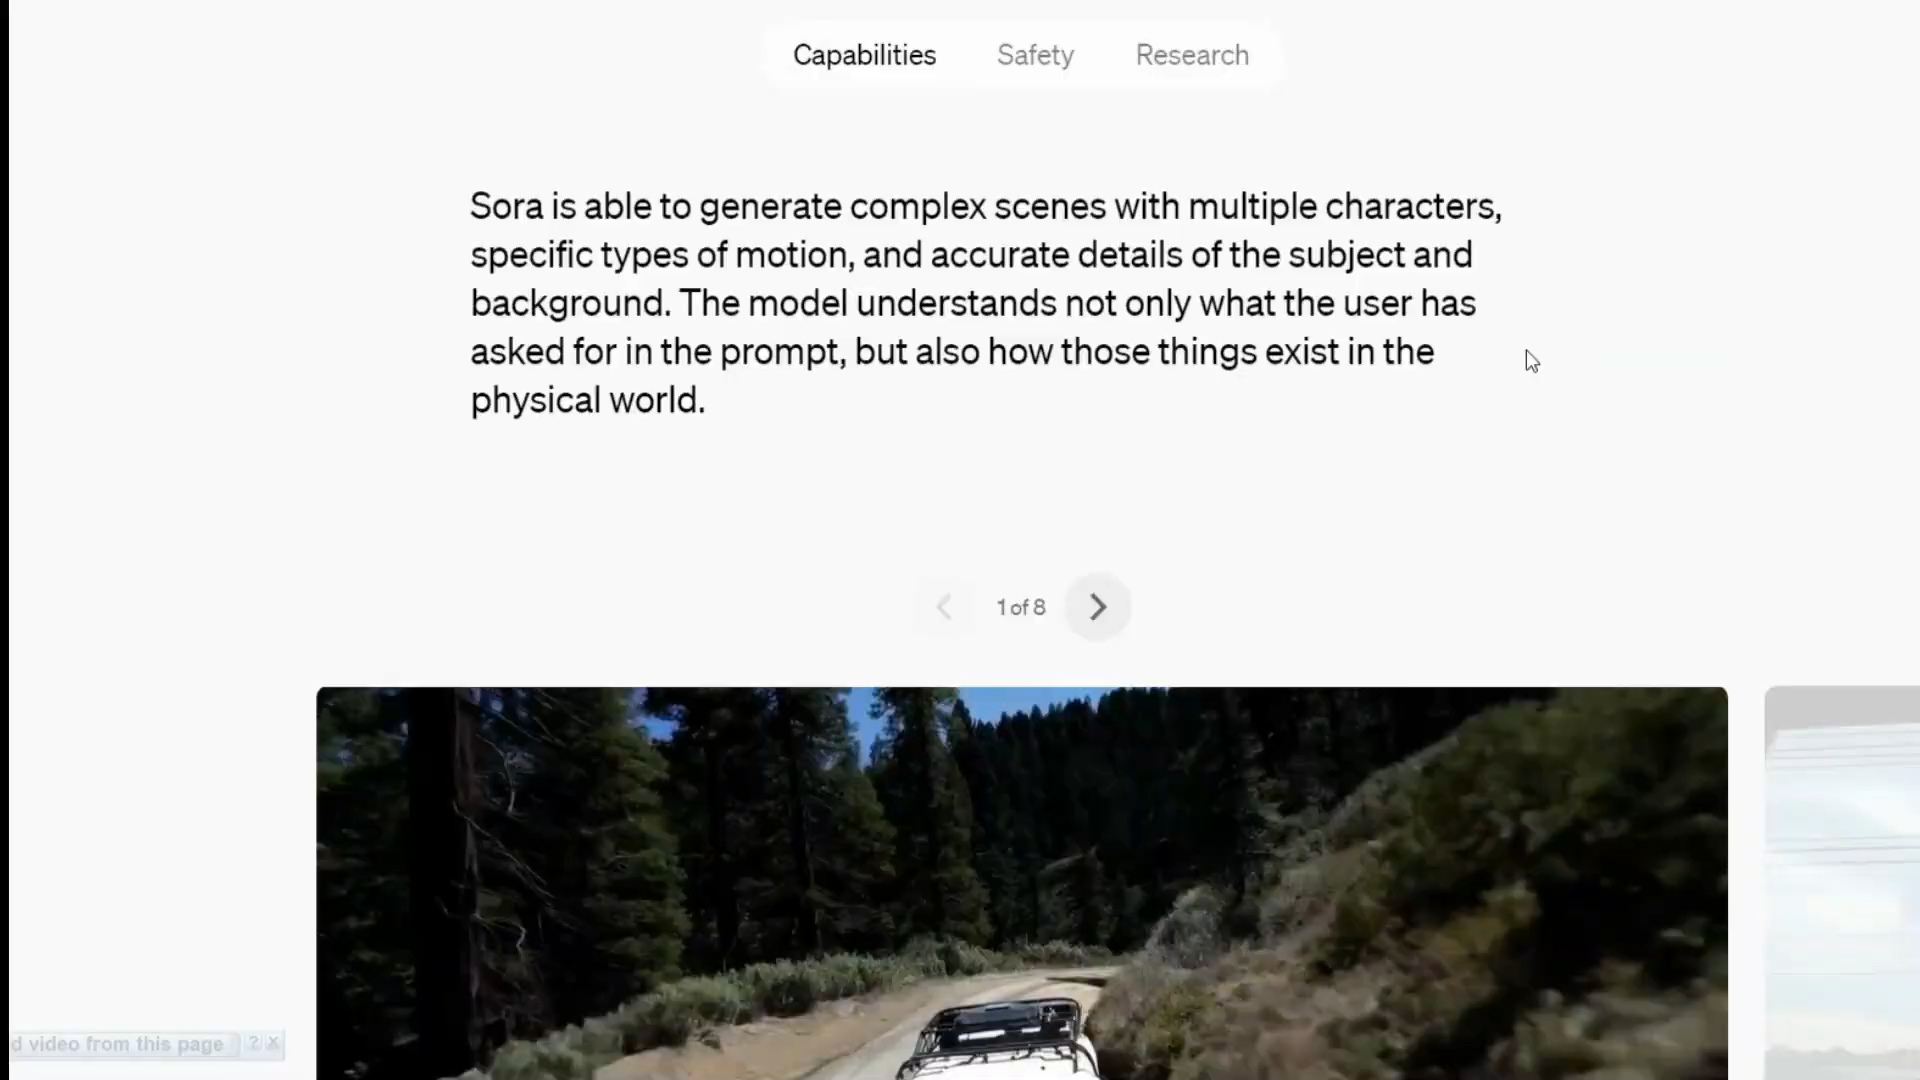 Capabilities Safety Research
Sora is able to generate complex scenes with multiple characters,
specific types of motion, and accurate details of the subject and
background. The model understands not only what the user has
asked for in the prompt, but also how those things exist in the
physical world.
1 of 8
d video from this page ? X